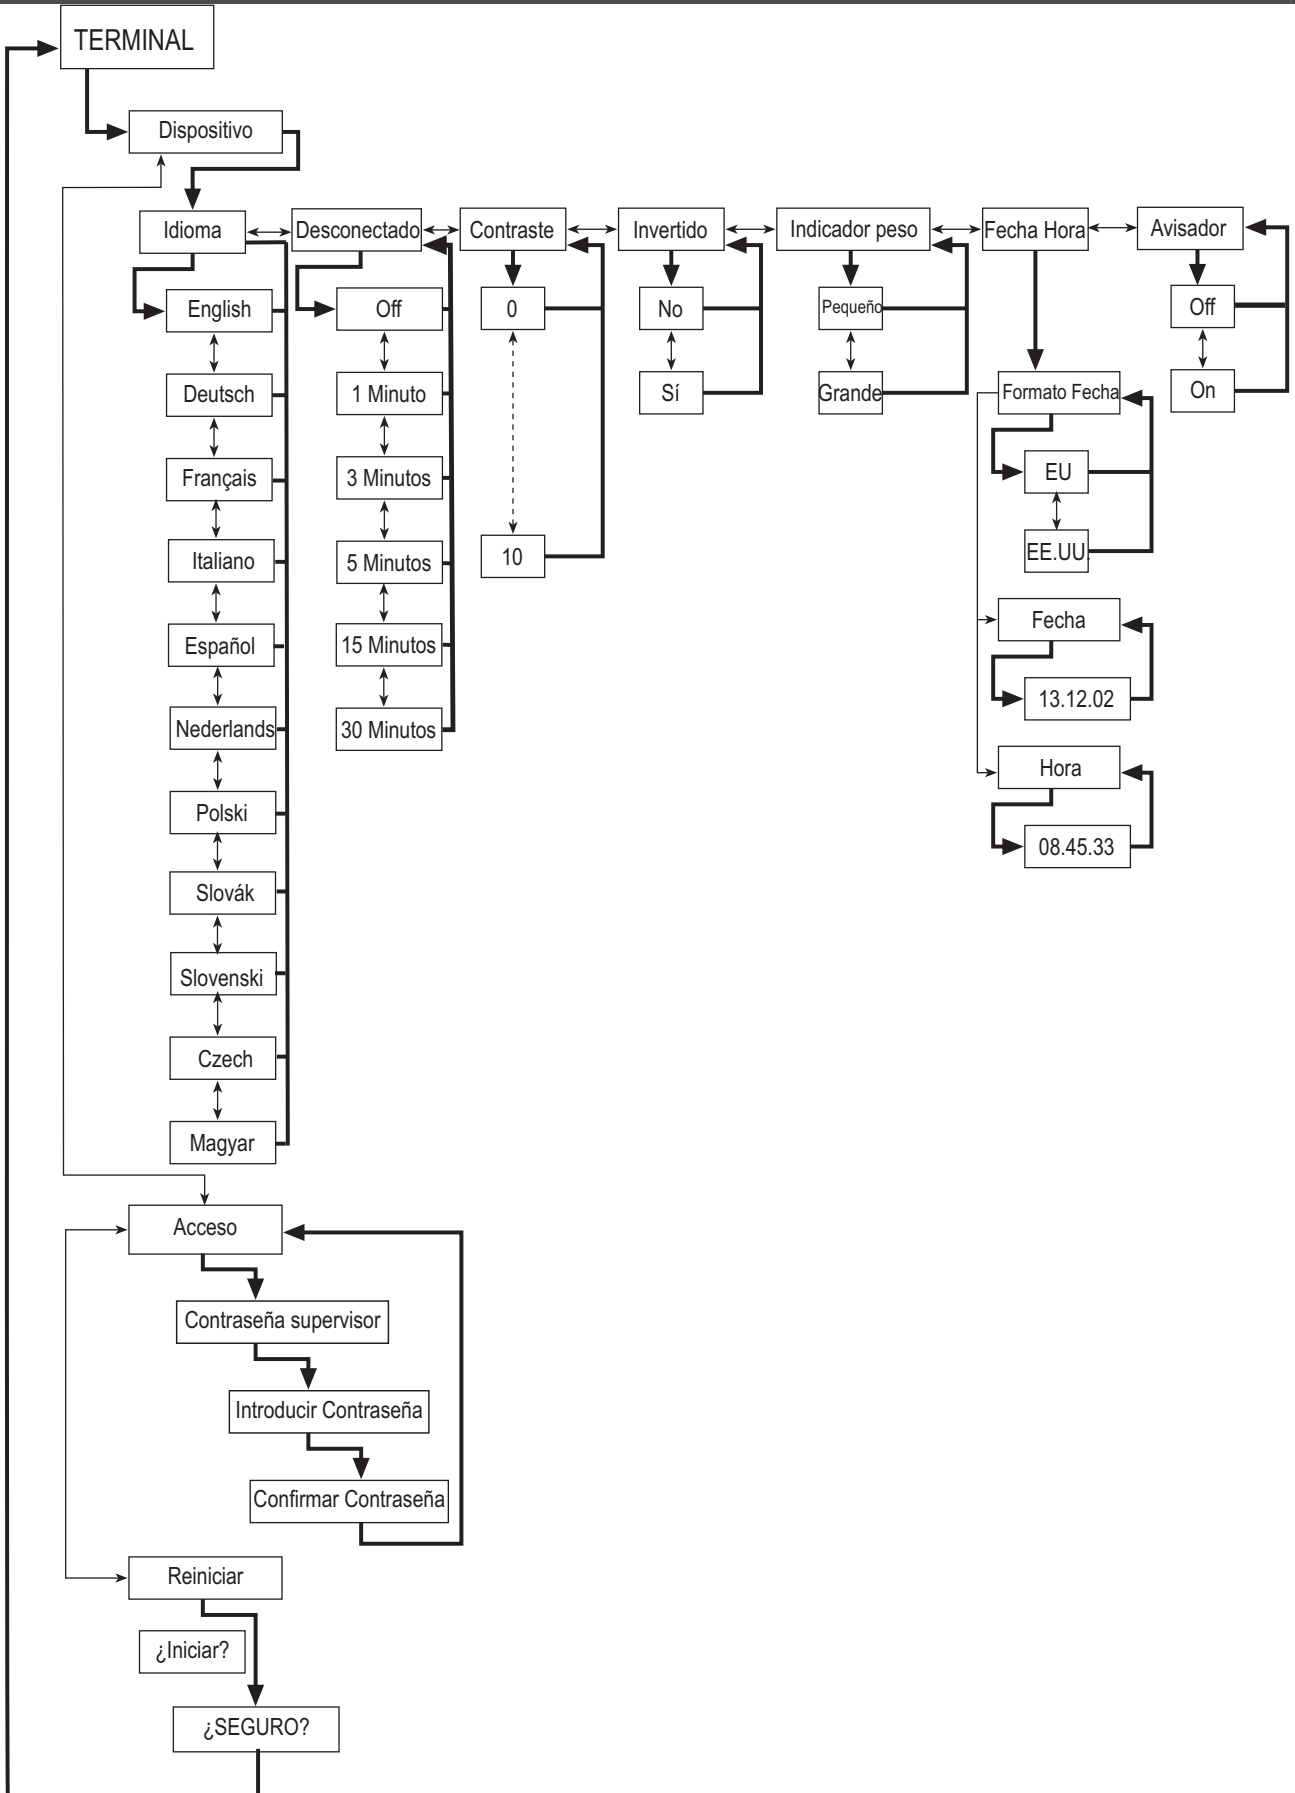 TERMINAL
Dispositivo
Idioma
Desconectado
Contraste
Invertido
Indicador peso
Fecha Hora
Avisador
English
Deutsch
Français
Italiano
Español
Nederlands
Polski
Slovák
Slovenski
Czech
Magyar
Off
1 Minuto
3 Minutos
5 Minutos
15 Minutos
30 Minutos
0
10
No
Sí
Pequeño
Grande
Formato Fecha
EU
EE.UU.
Fecha
13.12.02
Hora
08.45.33
Off
On
Acceso
Contraseña supervisor
Introducir Contraseña
Confirmar Contraseña
Reiniciar
¿Iniciar?
¿SEGURO?